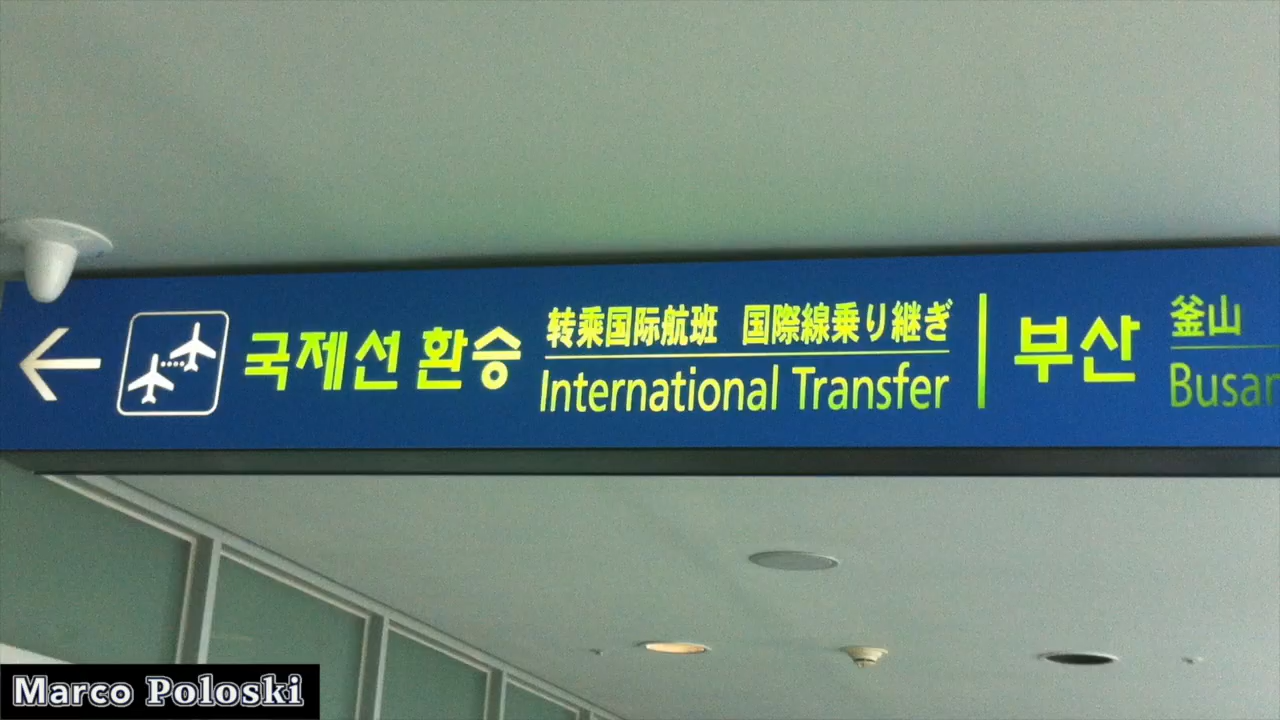 국제선 환승
转乘国际航班 国際線乗り継ぎ
International Transfer
부산
釜山
Busan
Marco Poloski